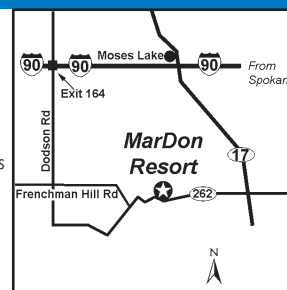 90
90
Moses Lake
90
From
Spokan
Exit 164
Dodson Rd
MarDon
Resort
17
Frenchman Hill Rd
262
N
s